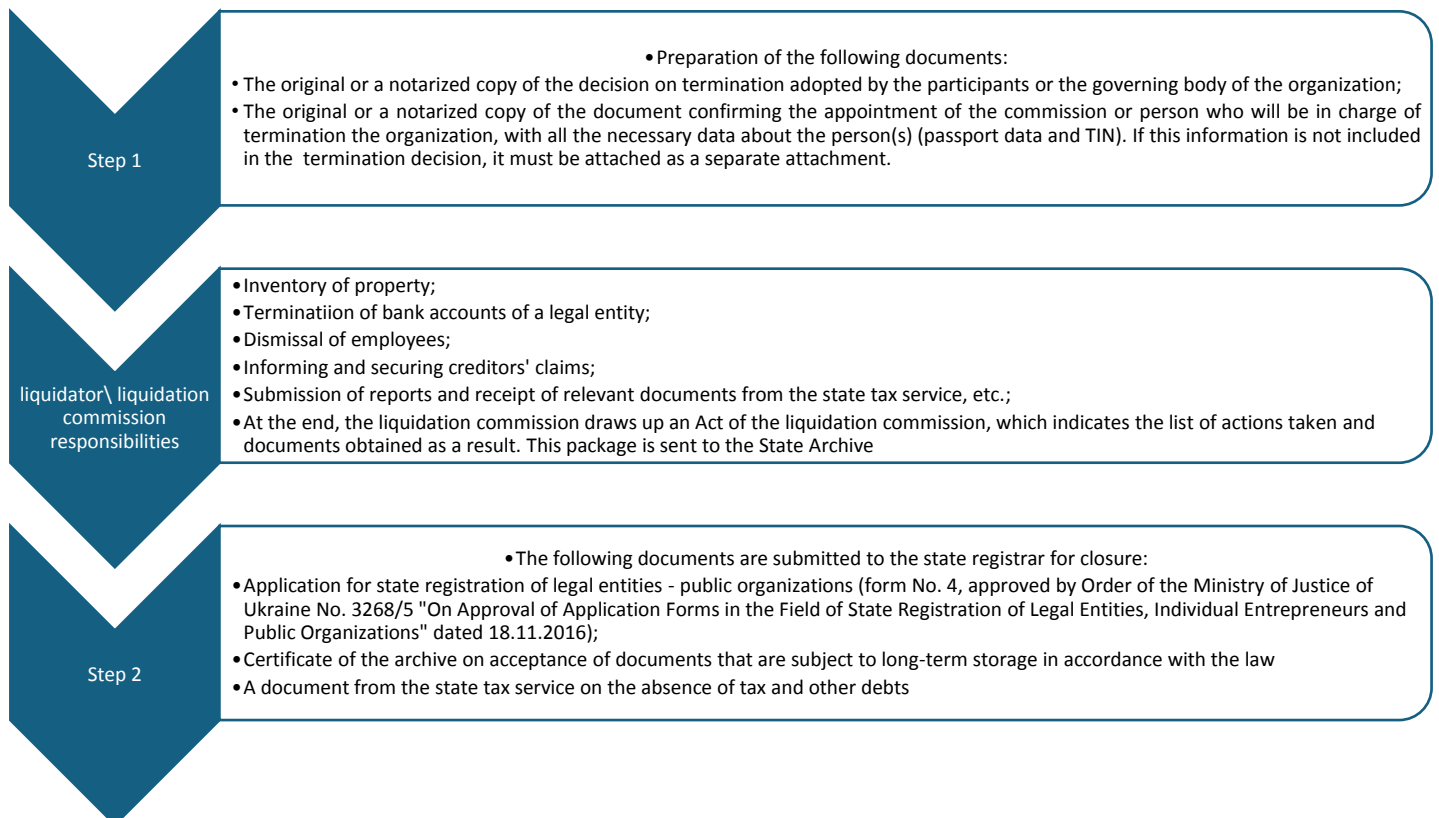 •Preparation of the following documents:
• The original or a notarized copy of the decision on termination adopted by the participants or the governing body of the organization;
• The original or a notarized copy of the document confirming the appointment of the commission or person who will be in charge of
termination the organization, with all the necessary data about the person(s) (passport data and TIN). If this information is not included
in the termination decision, it must be attached as a separate attachment.
Step 1
•Inventory of property;
•Terminatiion of bank accounts of a legal entity;
•Dismissal of employees;
•Informing and securing creditors' claims;
•Submission of reports and receipt of relevant documents from the state tax service, etc.;
•At the end, the liquidation commission draws up an Act of the liquidation commission, which indicates the list of actions taken and
documents obtained as a result. This package is sent to the State Archive
liquidator\ liquidation
commission
responsibilities
•The following documents are submitted to the state registrar for closure:
•Application for state registration of legal entities - public organizations (form No. 4, approved by Order of the Ministry of Justice of
Ukraine No. 3268/5 "On Approval of Application Forms in the Field of State Registration of Legal Entities, Individual Entrepreneurs and
Public Organizations" dated 18.11.2016);
•Certificate of the archive on acceptance of documents that are subject to long-term storage in accordance with the law
•A document from the state tax service on the absence of tax and other debts
Step 2